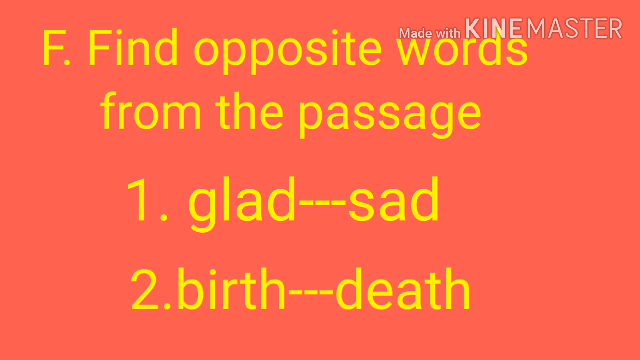 Made with KINEMASTER
F. Find opposite words
from the passage
1. glad---sad
2.birth---death